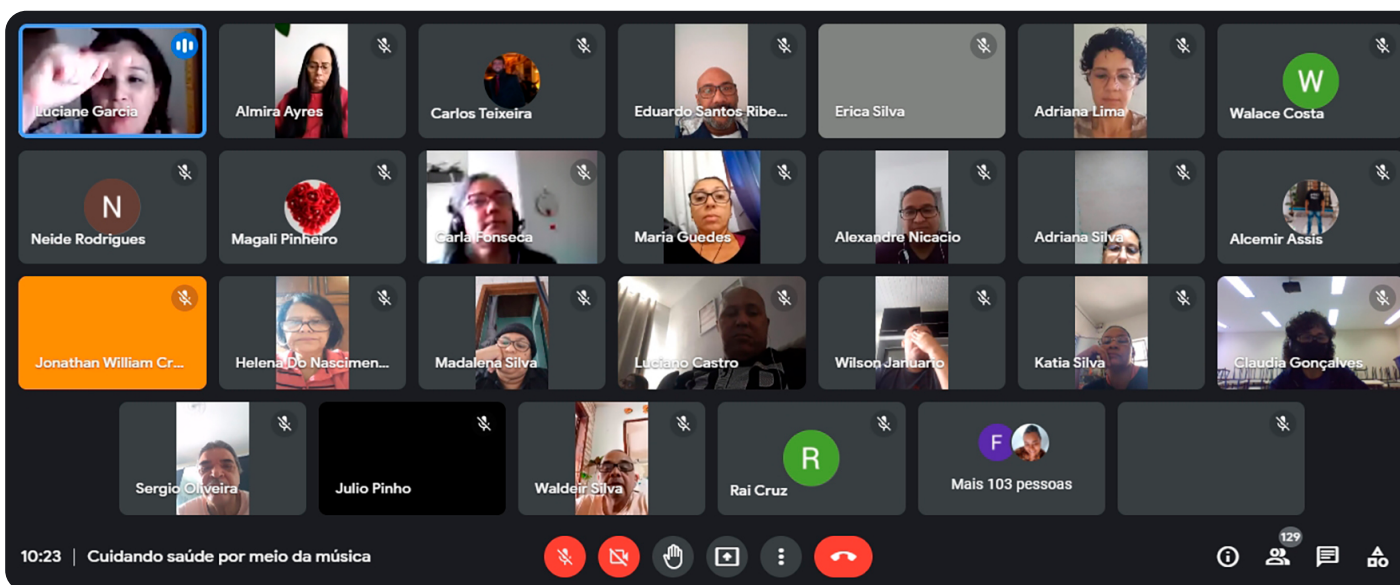 Luciane Garcia
Almira Ayres
Carlos Teixeira
Eduardo Santos Ribe...
Erica Silva
Adriana Lima
W
Walace Costa
N
Neide Rodrigues
Magali Pinheiro
Carla Fonseca
Maria Guedes
Alexandre Nicacio
Adriana Silva
Alcemir Assis
Jonathan William Cr...
Helena Do Nascimen...
Madalena Silva
Luciano Castro
Wilson Januario
Katia Silva
Claudia Gonçalves
Sergio Oliveira
Julio Pinho
Waldeir Silva
R
Rai Cruz
F
Mais 103 pessoas
10:23 | Cuidando saúde por meio da música
129